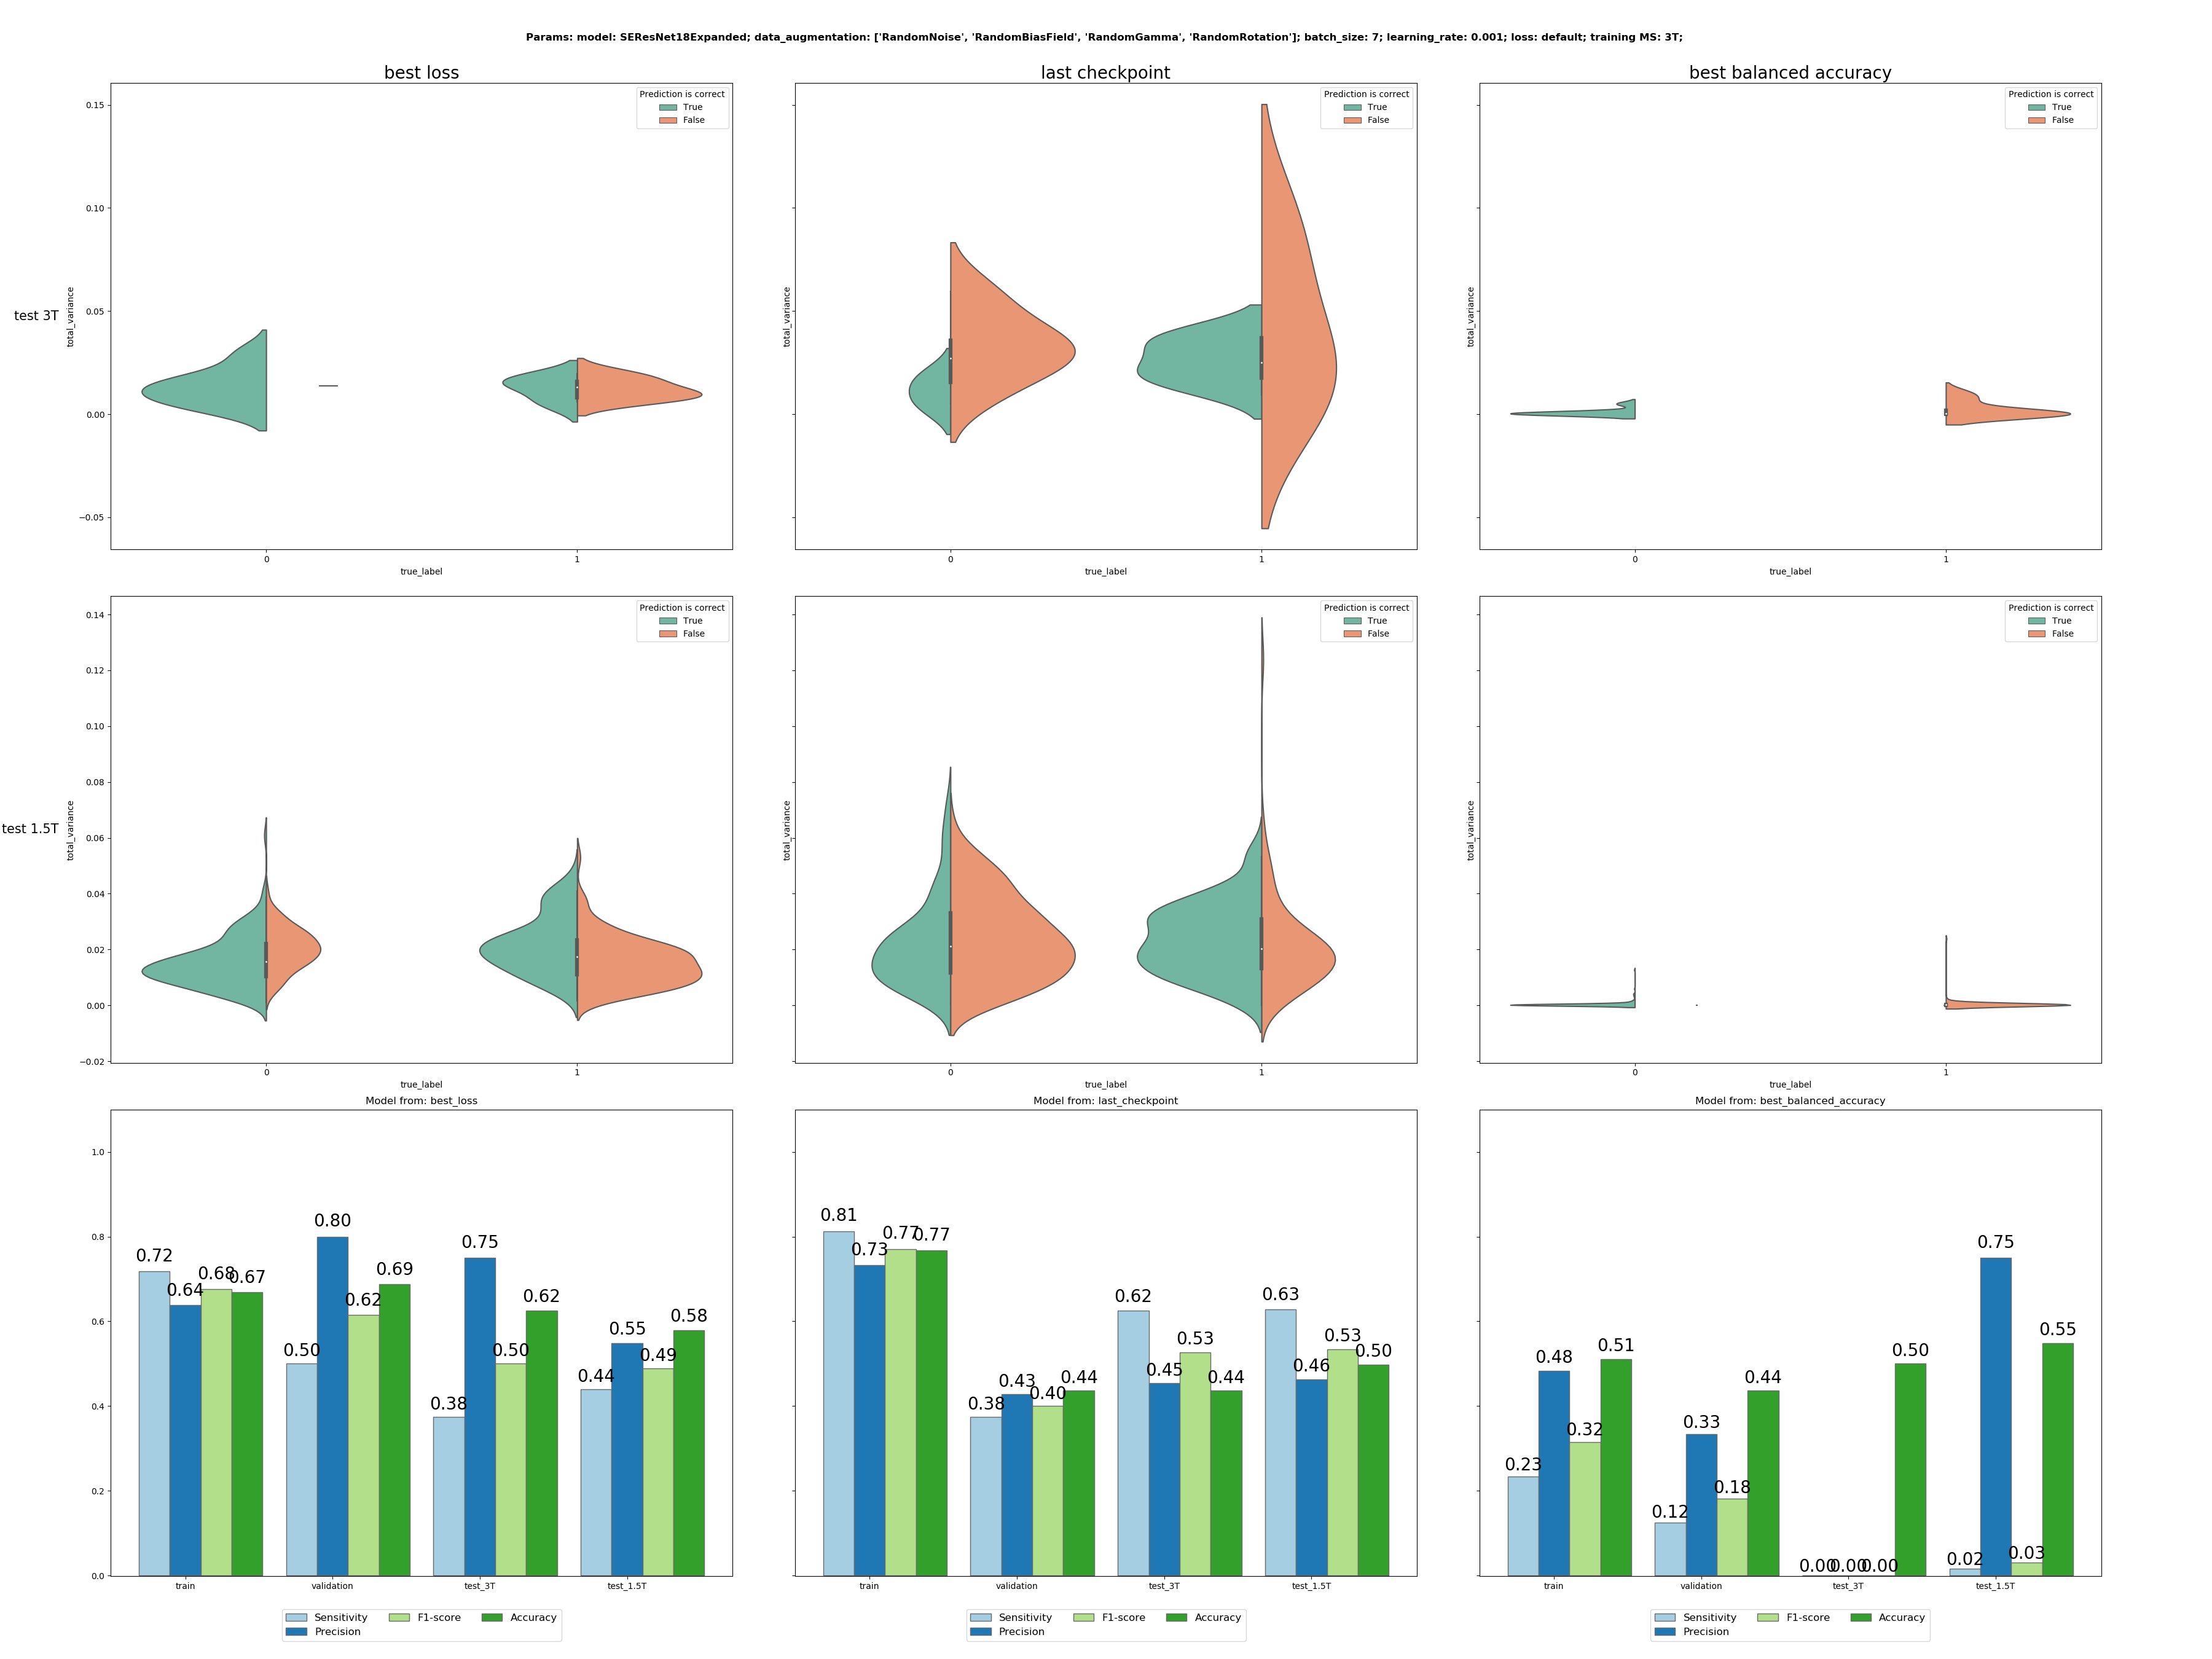 Params: model: SEResNet18Expanded; data_augmentation: ['RandomNoise', 'RandomBiasField', 'RandomGamma', 'RandomRotation']; batch_size: 7; learning_rate: 0.001; loss: default; training MS: 3T;
best loss
last checkpoint
best balanced accuracy
test 3T
total_variance
0.15
0.10
0.05
0.00
−0.05
Prediction is correct
True
False
0 1
true_label
total_variance
Prediction is correct
True
False
0 1
true_label
total_variance
Prediction is correct
True
False
0 1
true_label
test 1.5T
total_variance
0.14
0.12
0.10
0.08
0.06
0.04
0.02
0.00
−0.02
Prediction is correct
True
False
0 1
true_label
total_variance
Prediction is correct
True
False
0 1
true_label
total_variance
Prediction is correct
True
False
0 1
true_label
Model from: best_loss
1.0
0.8
0.6
0.4
0.2
0.0
0.72 0.64 0.68 0.67
0.50 0.80 0.62 0.69
0.38 0.75 0.50 0.62
0.44 0.55 0.49 0.58
train validation test_3T test_1.5T
Sensitivity F1-score Accuracy
Precision
Model from: last_checkpoint
0.81 0.73 0.77 0.77
0.38 0.43 0.40 0.44
0.62 0.45 0.53 0.44
0.63 0.46 0.53 0.50
train validation test_3T test_1.5T
Sensitivity F1-score Accuracy
Precision
Model from: best_balanced_accuracy
0.23 0.48 0.32 0.51
0.12 0.33 0.18 0.44
0.00 0.00 0.00 0.50
0.02 0.75 0.03 0.55
train validation test_3T test_1.5T
Sensitivity F1-score Accuracy
Precision